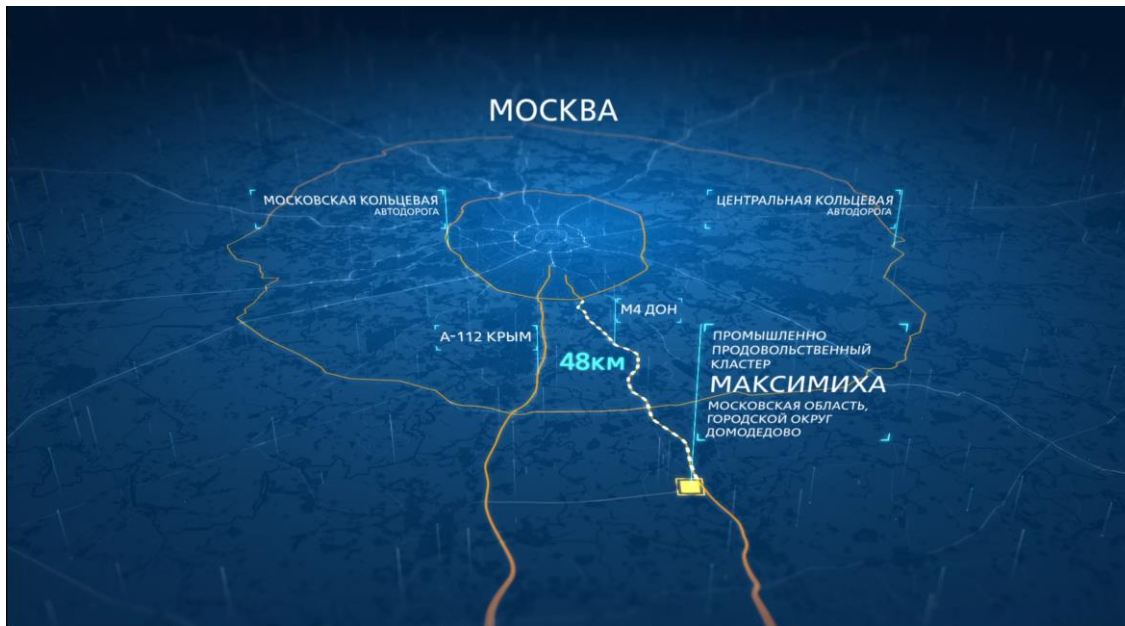 МОСКВА
МОСКОВСКАЯ КОЛЬЦЕВАЯ
АВТОДОРОГА
ЦЕНТРАЛЬНАЯ КОЛЬЦЕВАЯ
АВТОДОРОГА
М4 ДОН
А-112 КРЫМ
48км
ПРОМЫШЛЕННО
ПРОДОВОЛЬСТВЕННЫЙ
КЛАСТЕР
МАКСИМИХА
МОСКОВСКАЯ ОБЛАСТЬ,
ГОРОДСКОЙ ОКРУГ
ДОМОДЕДОВО